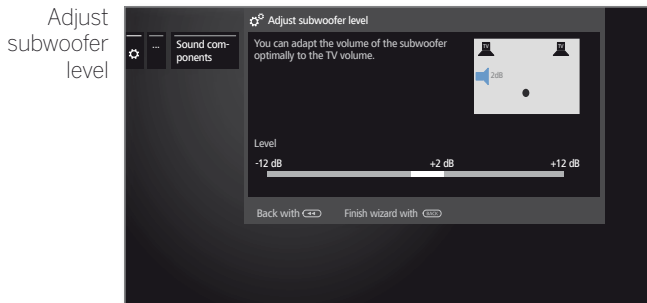 Adjust
subwoofer
level
Adjust subwoofer level
...
Sound com-
ponents
You can adapt the volume of the subwoofer
optimally to the TV volume.
TV TV
2dB
Level
-12 dB +2 dB +12 dB
Back with Finish wizard with BACK